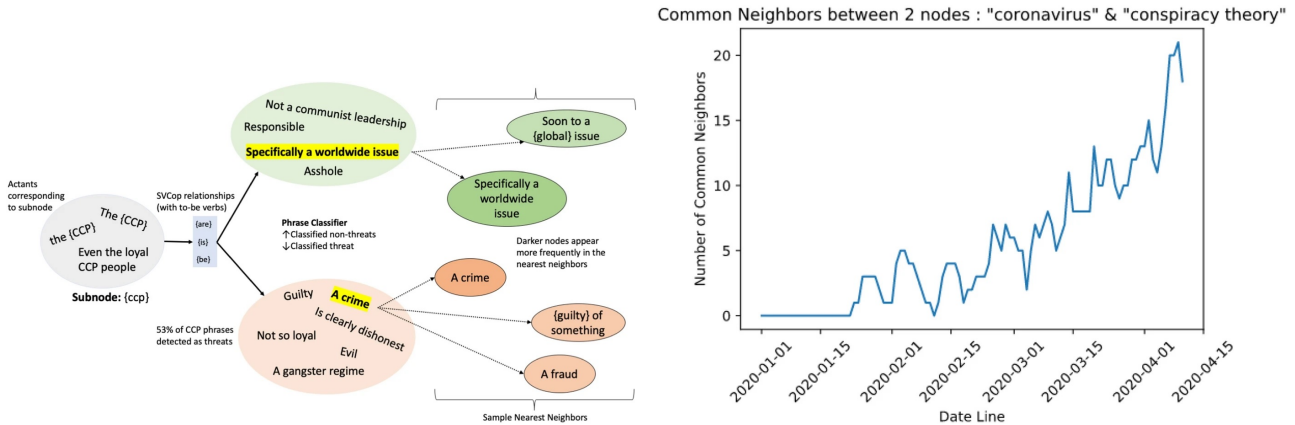 Not a communist leadership
Responsible
Specifically a worldwide issue
Asshole
Soon to a
{global} issue
Specifically a
worldwide
issue
Actants
corresponding
to subnode
The {CCP}
the {CCP}
Even the loyal
CCP people
Subnode: {ccp}
SVCop relationships
(with to-be verbs)
{are}
{is}
{be}
Phrase Classifier
↑Classified non-threats
↓Classified threat
Darker nodes appear
more frequently in the
nearest neighbors
53% of CCP phrases
detected as threats
Guilty
A crime
Is clearly dishonest
Not so loyal
Evil
A gangster regime
A crime
{guilty} of
something
A fraud
Sample Nearest Neighbors
Common Neighbors between 2 nodes : "coronavirus" & "conspiracy theory"
Number of Common Neighbors
20
15
10
5
0
2020-01-01
2020-01-15
2020-02-01
2020-02-15
2020-03-01
2020-03-15
2020-04-01
2020-04-15
Date Line